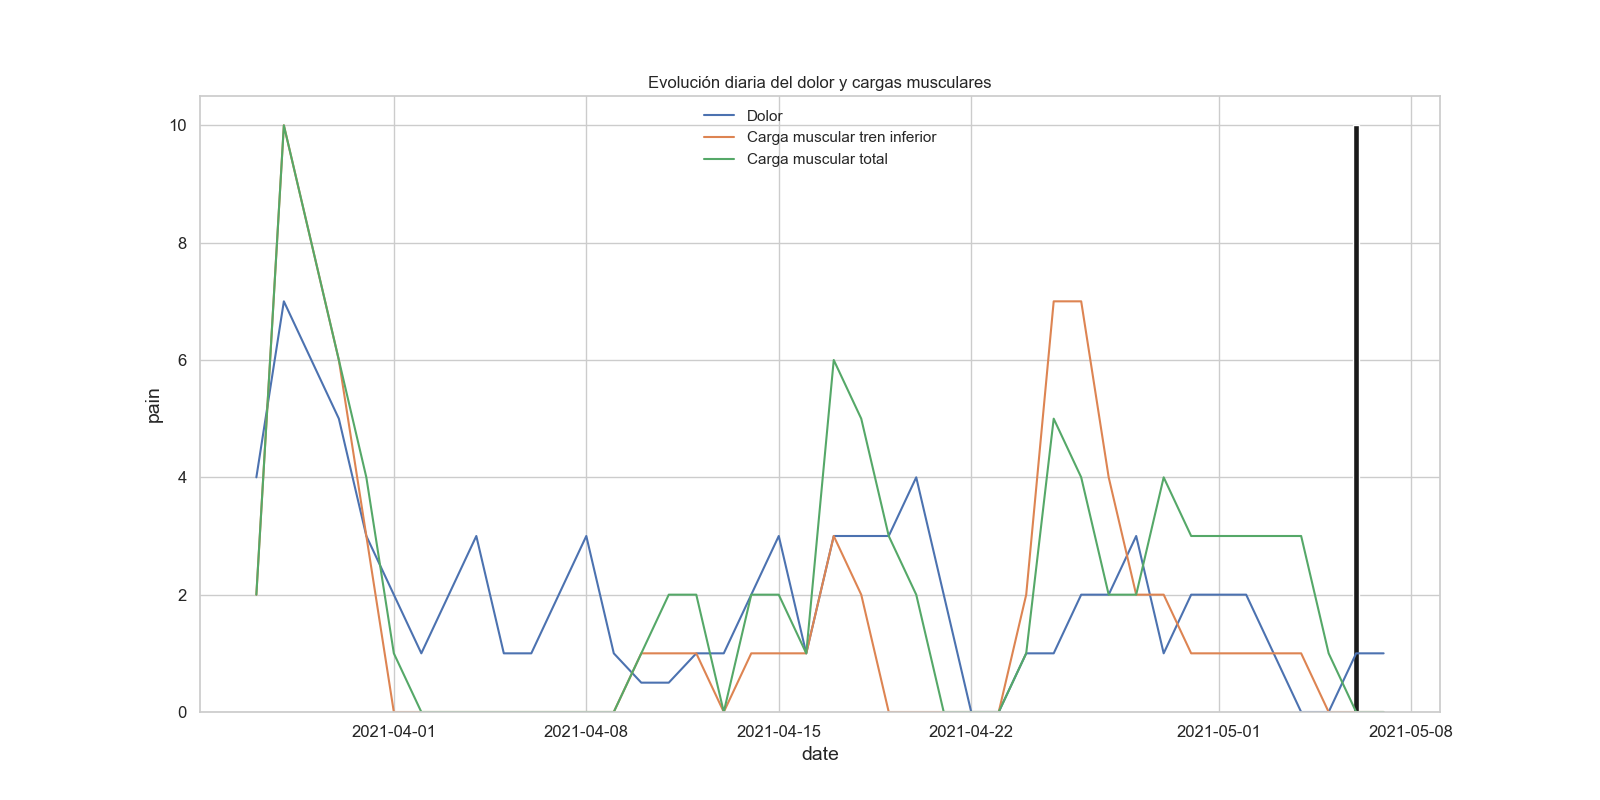 Evolución diaria del dolor y cargas musculares
Dolor
Carga muscular tren inferior
Carga muscular total
10
8
6
4
2
0
pain
2021-04-01
2021-04-08
2021-04-15
2021-04-22
2021-05-01
2021-05-08
date